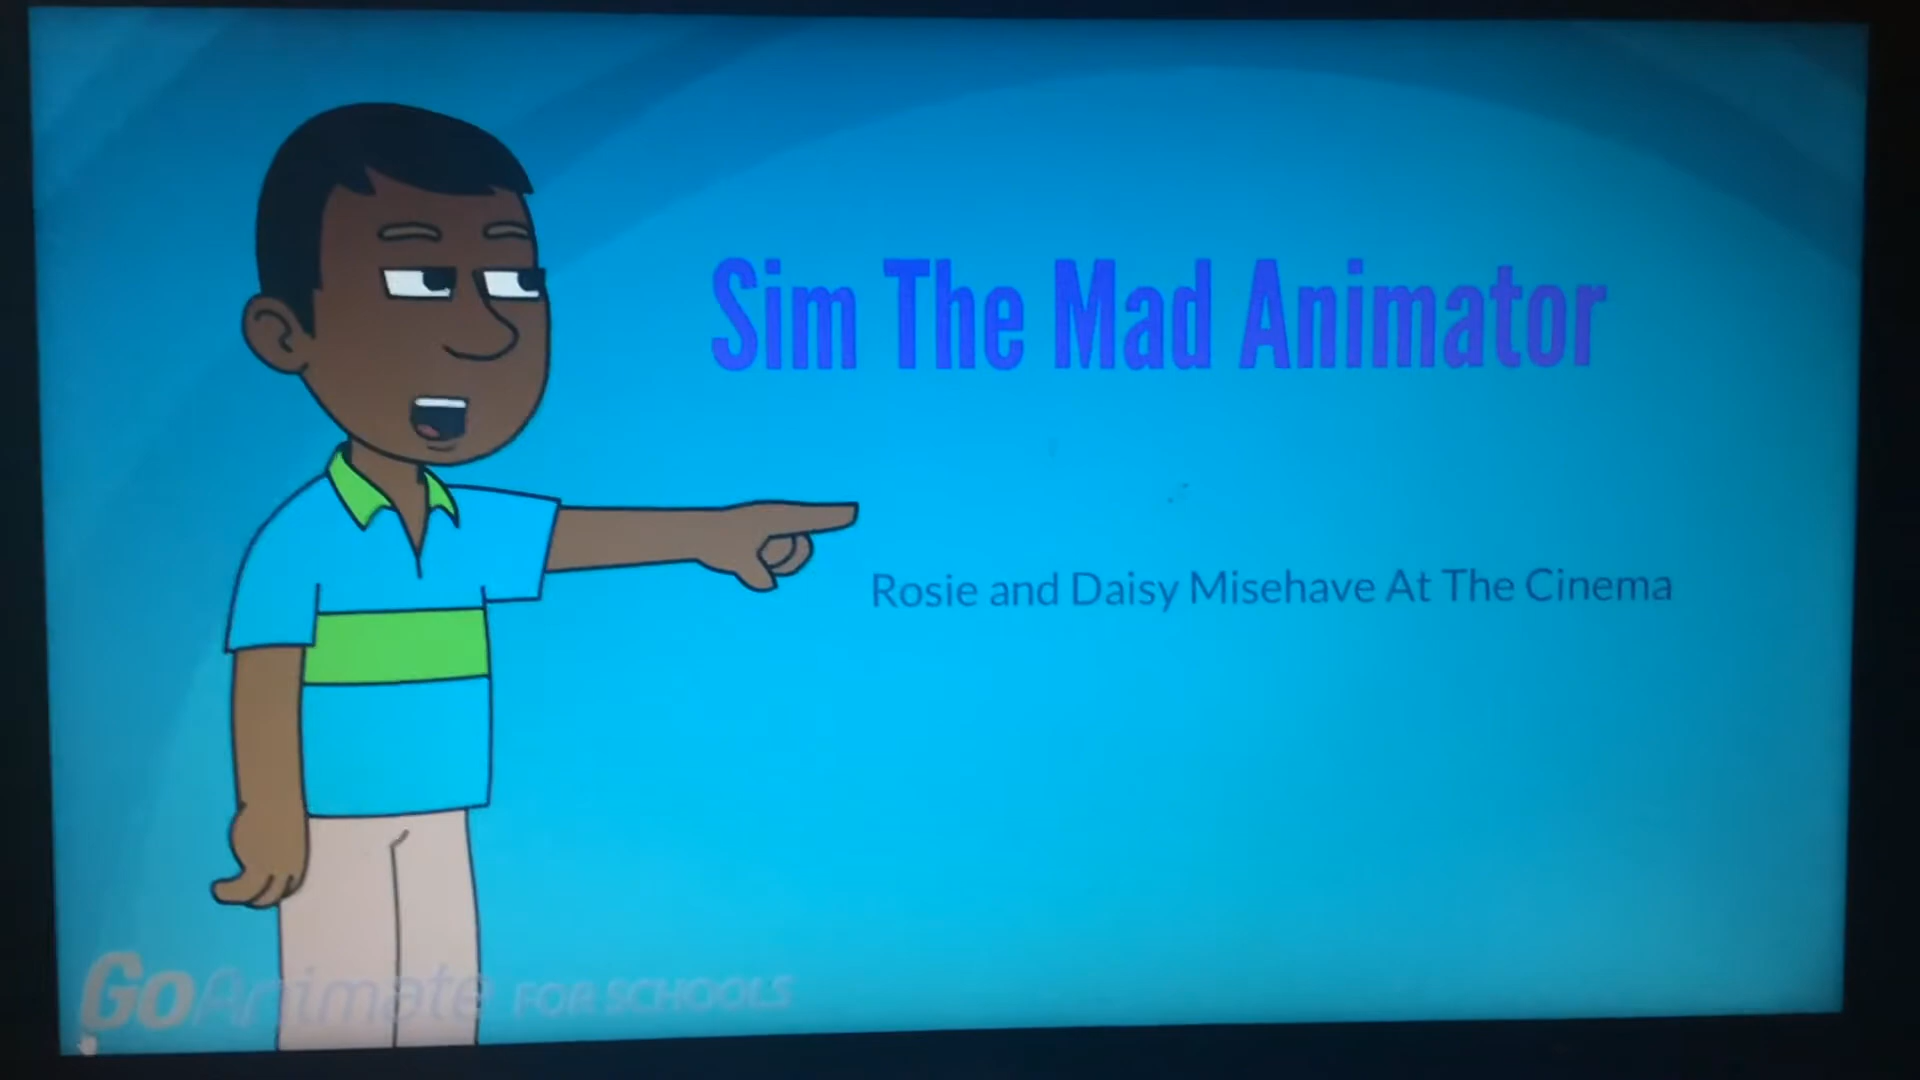 Sim The Mad Animator
Rosie and Daisy Misehave At The Cinema
GoAnimate FOR SCHOOLS